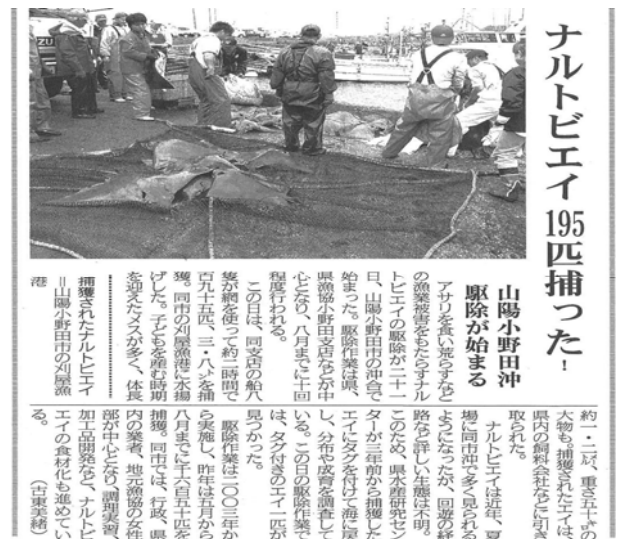 ナルトビエイ195匹捕った!
山陽小野田沖
駆除が始まる
アサリを食い荒らすなど
の漁業被害をもたらすナル
トビエイの駆除が二十一
日、山陽小野田市の沖合で
始まった。駆除作業は県、
県漁協小野田支店などが中
心となり、八月までに十回
程度行われる。
この日は、同支店の船八
隻が網を使って約二時間で
百九十五匹、三・八㌧を捕
獲。同市の刈屋漁港に水揚
げした。子どもを産む時期
を迎えたメスが多く、体長
約一・二㍍、重さ五十㌔の
大物も。捕獲されたエイは、
県内の飼料会社などに引き
取られた。
ナルトビエイは近年、夏
場に同市沖で多く見られる
ようになったが、回遊の経
路など詳しい生態は不明。
このため、県水産研究セン
ターが三年前から捕獲した
エイにタグを付けて海に戻
し、分布や成育を調査して
いる。この日の駆除作業で
は、タグ付きのエイ一匹が
見つかった。
駆除作業は二〇〇三年か
ら実施し、昨年は五月から
八月までに千六百五十匹を
捕獲。同市では、行政、県
内の業者、地元漁協の女性
部が中心となり、調理実習、
加工品開発など、ナルトビ
エイの食材化も進めてい
る。 (古東美緒)
捕獲されたナルトビエイ
=山陽小野田市の刈屋漁
港
ZU